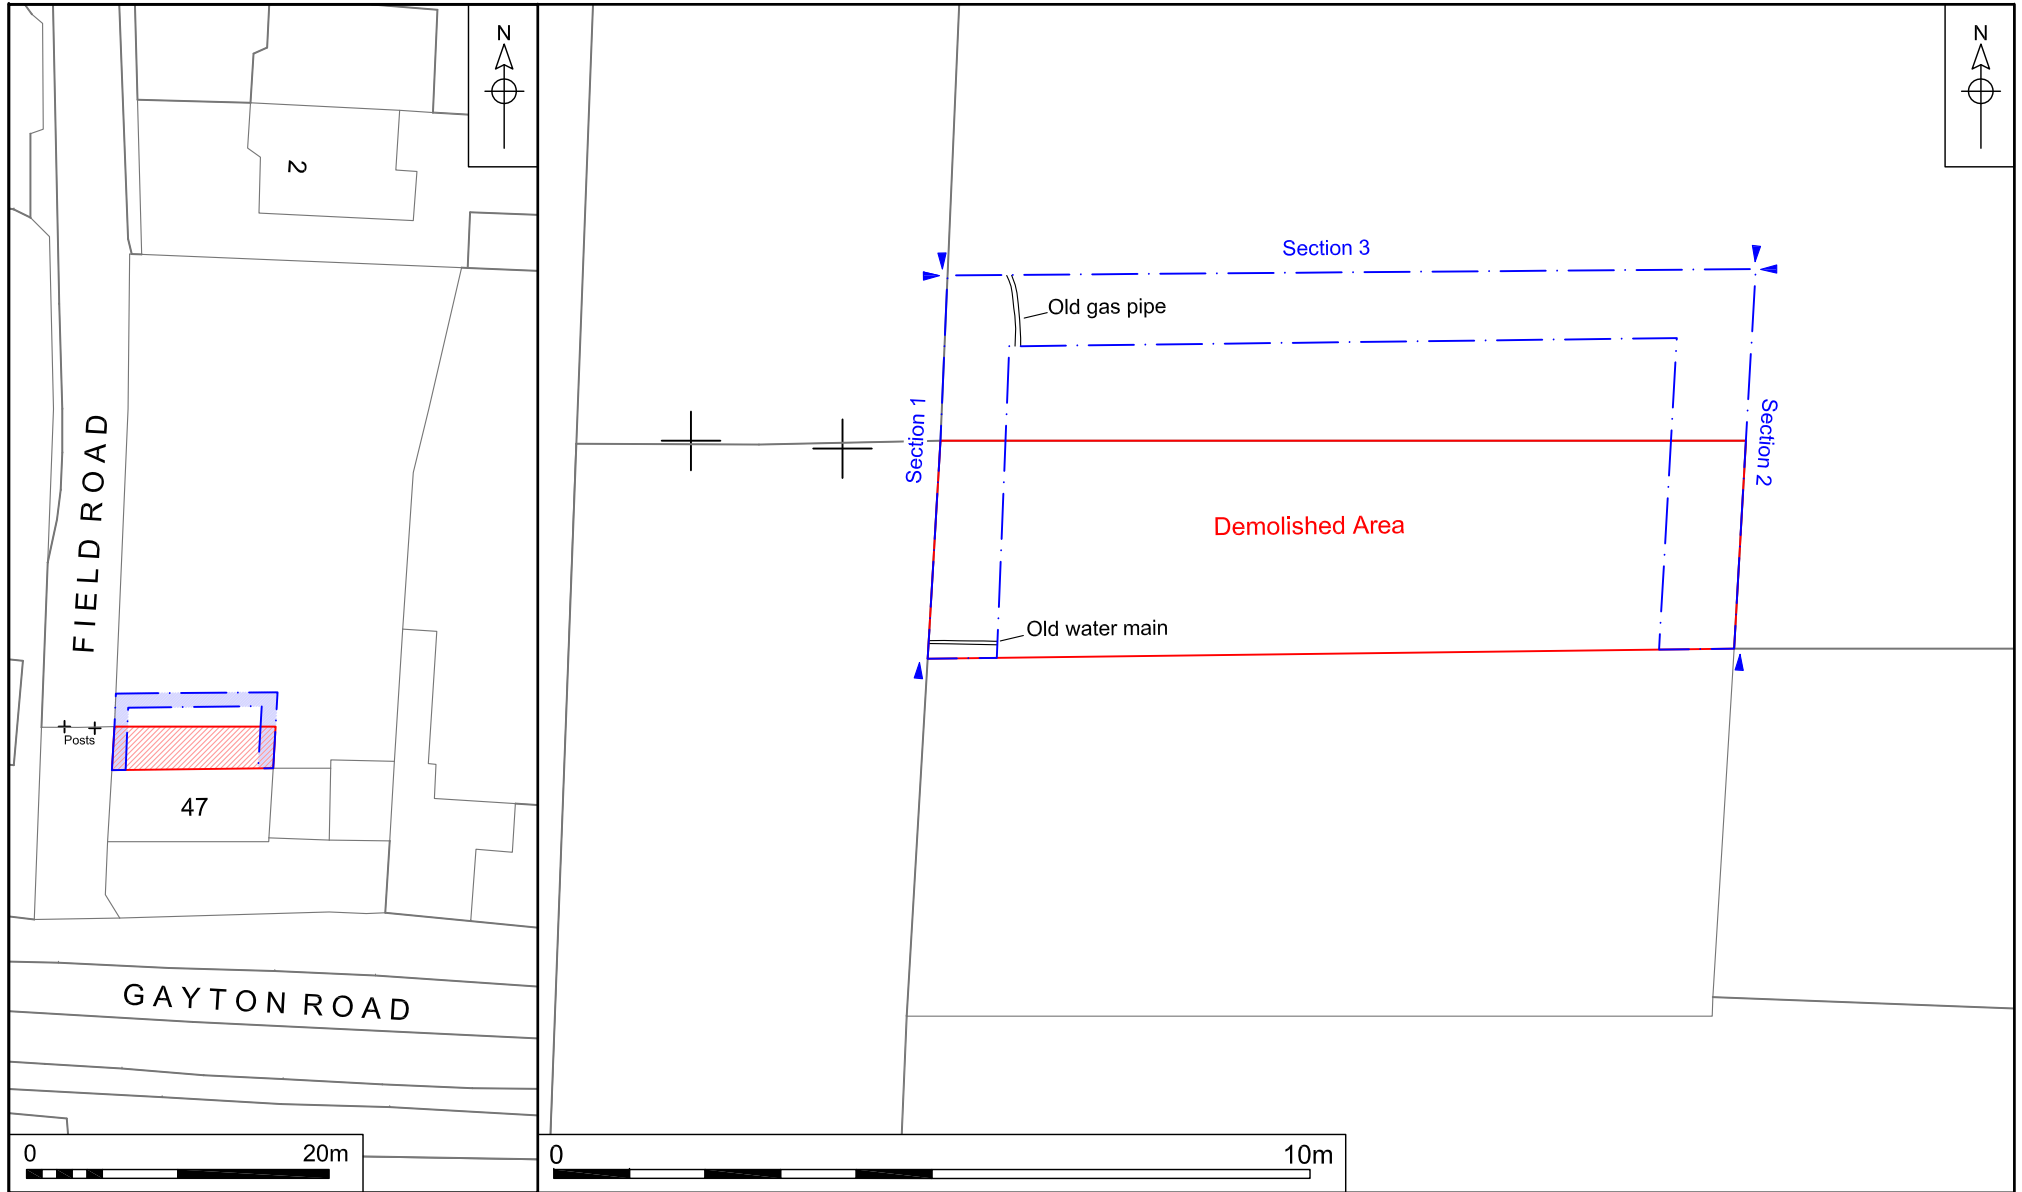 N
2
FIELD ROAD
Posts
47
GAYTON ROAD
0 20m
N
Section 3
Old gas pipe
Section 1
Section 2
Demolished Area
Old water main
0 10m